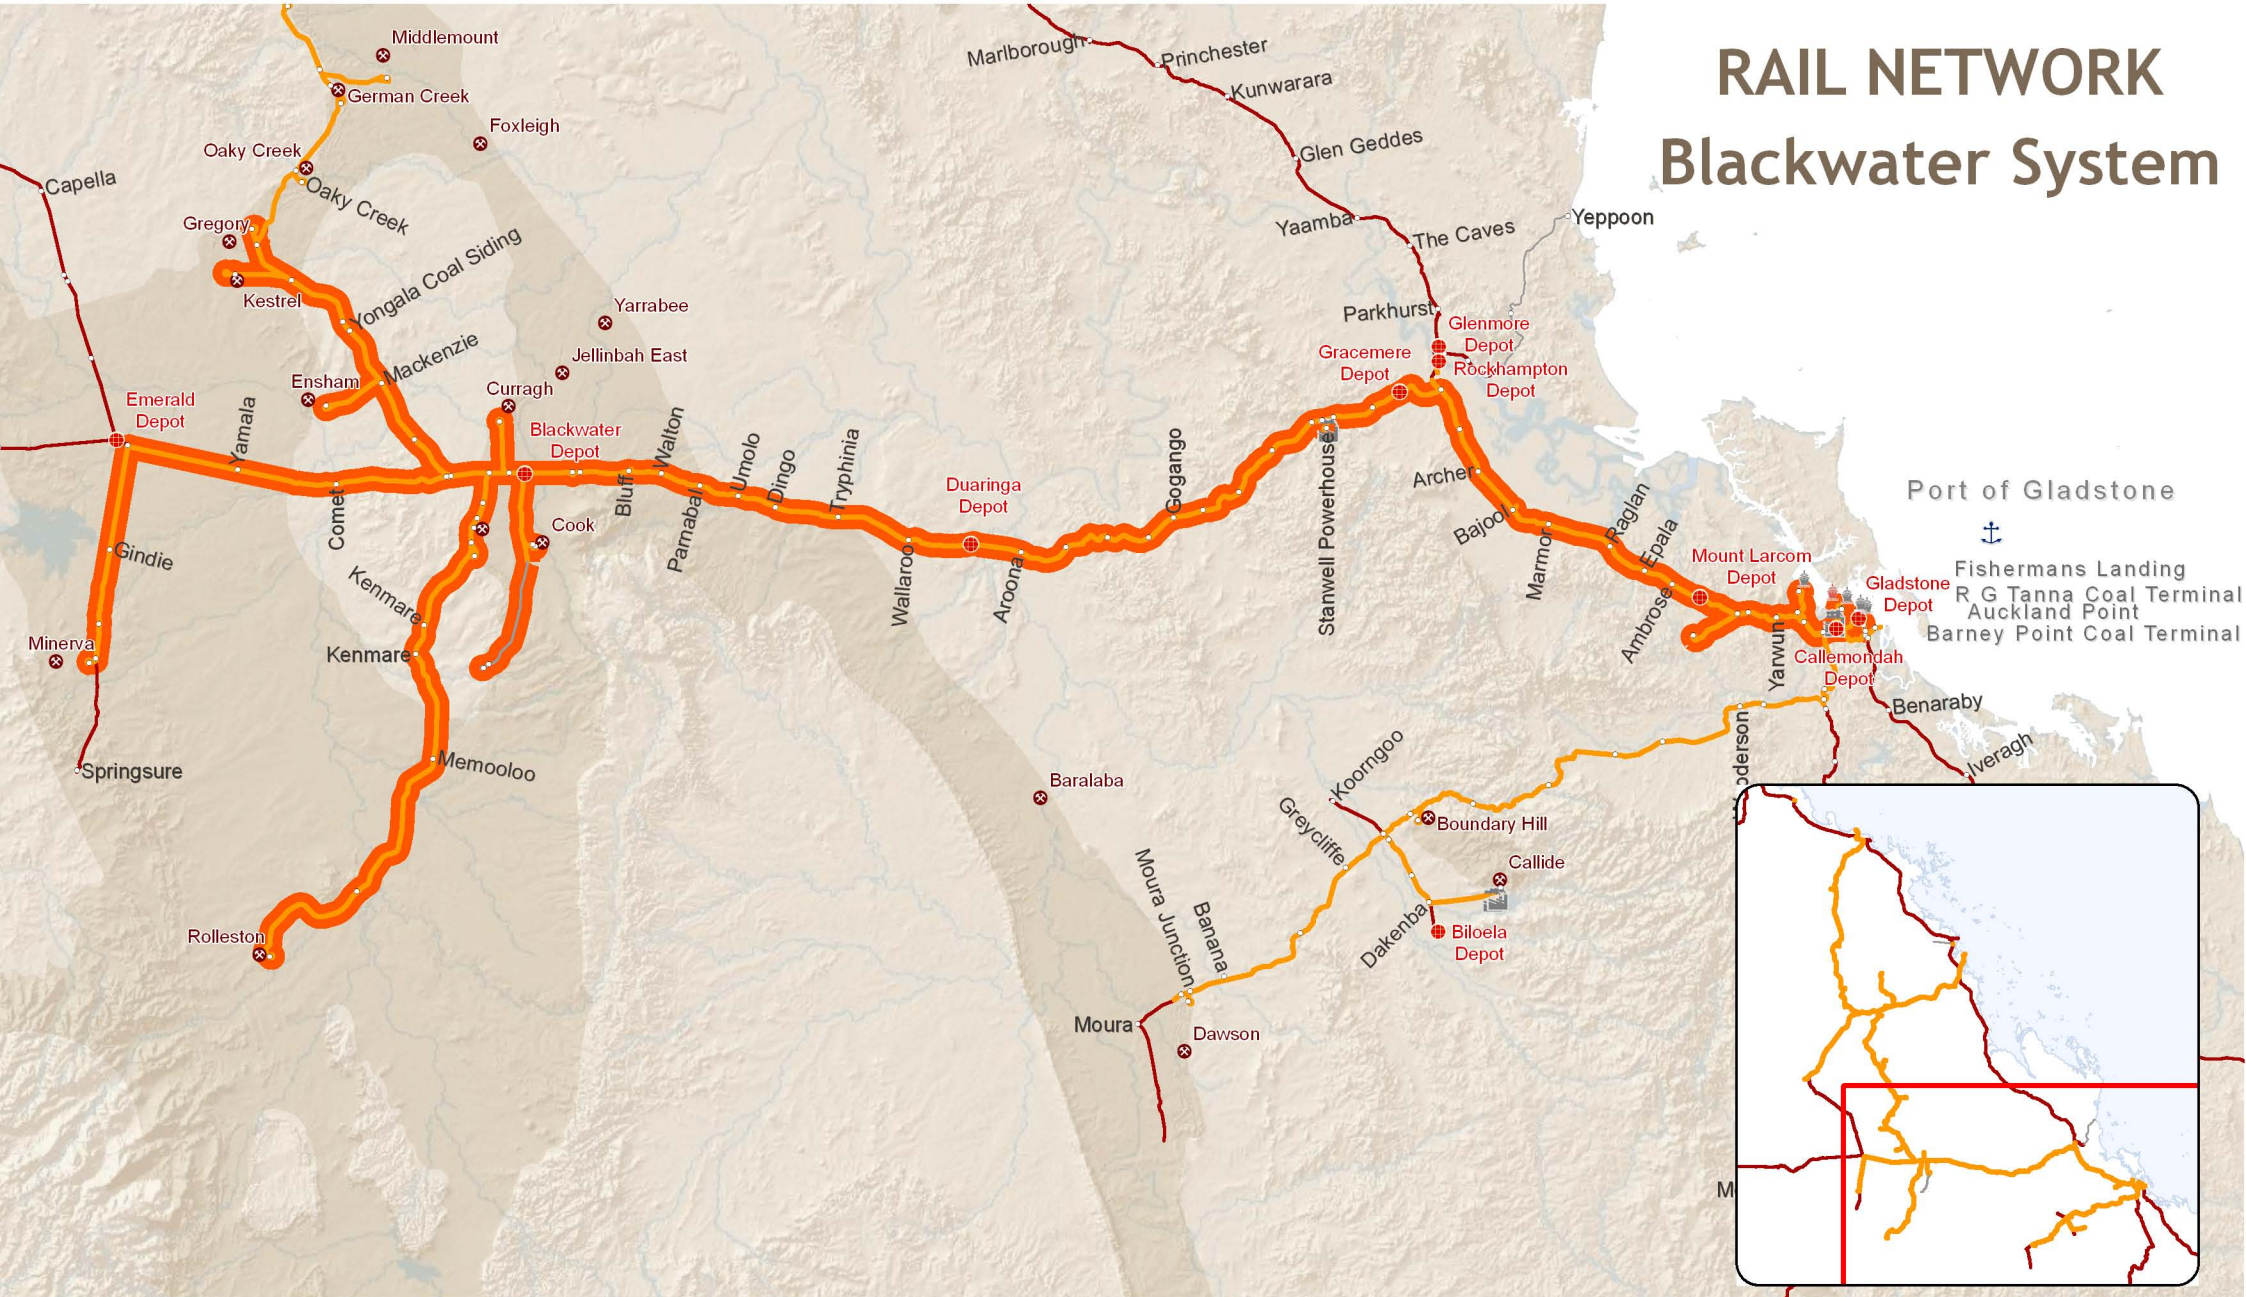 RAIL NETWORK
Blackwater System
Middlemount
German Creek
Foxleigh
Oaky Creek
Oaky Creek
Capella
Gregory
Kestrel
Yongala Coal Siding
Mackenzie
Ensham
Yarrabee
Jellinbah East
Curragh
Emerald
Depot
Yamala
Blackwater
Depot
Comet
Bluff
Walton
Parnabal
Umolo
Dingo
Tryphinia
Wallaroo
Duaringa
Depot
Aroona
Gogango
Stanwell Powerhouse
Gracemere
Depot
Glenmore
Depot
Rockhampton
Depot
Marlborough
Princhester
Kunwarara
Glen Geddes
Yaamba
The Caves
Yeppoon
Parkhurst
Archer
Bajool
Marmor
Raglan
Epala
Ambrose
Mount Larcom
Depot
Yarwun
Gladstone
Depot
Callemondah
Depot
Port of Gladstone
Fishermans Landing
R G Tanna Coal Terminal
Auckland Point
Barney Point Coal Terminal
Benaraby
Iveragh
Gindie
Minerva
Springsure
Cook
Kenmare
Kenmare
Memooloo
Rolleston
Baralaba
Koorngoo
Greycliffe
Boundary Hill
Callide
Dakenba
Biloela
Depot
Moura Junction
Banana
Moura
Dawson